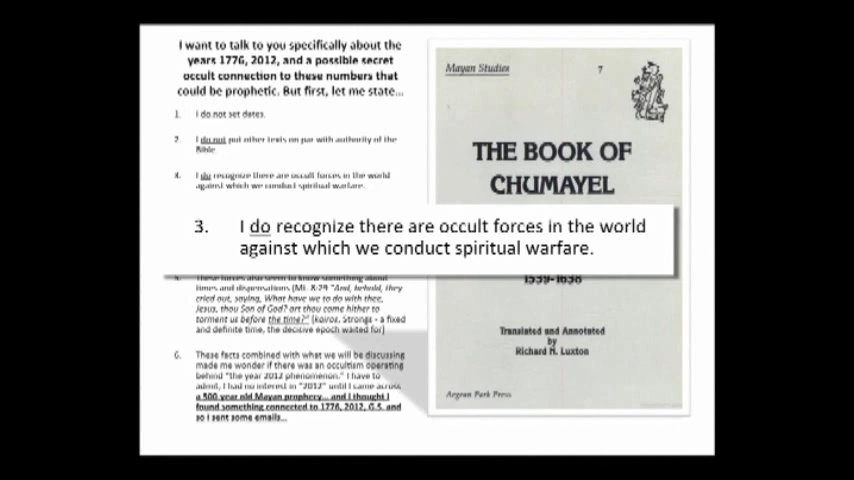 I want to talk to you specifically about the
years 1776, 2012, and a possible secret
occult connection to these numbers that
could be prophetic. But first, let me state...
1. I do not set dates.
2. I do not put other texts on par with authority of the
Bible
3. I do recognize there are occult forces in the world
against which we conduct spiritual warfare.
3. I do recognize there are occult forces in the world
against which we conduct spiritual warfare.
5. These forces also seem to know something about
times and dispensations (Mt. 8:29 "And, behold, they
cried out, saying, What have we to do with thee,
Jesus, thou Son of God? art thou come hither to
torment us before the time?" (kairos, Strongs - a fixed
and definite time, the decisive epoch waited for)
6. These facts combined with what we will be discussing
made me wonder if there was an occultism operating
behind "the year 2012 phenomenon." I have to
admit, I had no interest in "2012" until I came across
a 500 year old Mayan prophecy... and I thought I
found something connected to 1776, 2012, G.S. and
so I sent some emails...
Mayan Studies 7
THE BOOK OF
CHUMAYEL
1539-1638
Translated and Annotated
by
Richard N. Luxton
Aegean Park Press